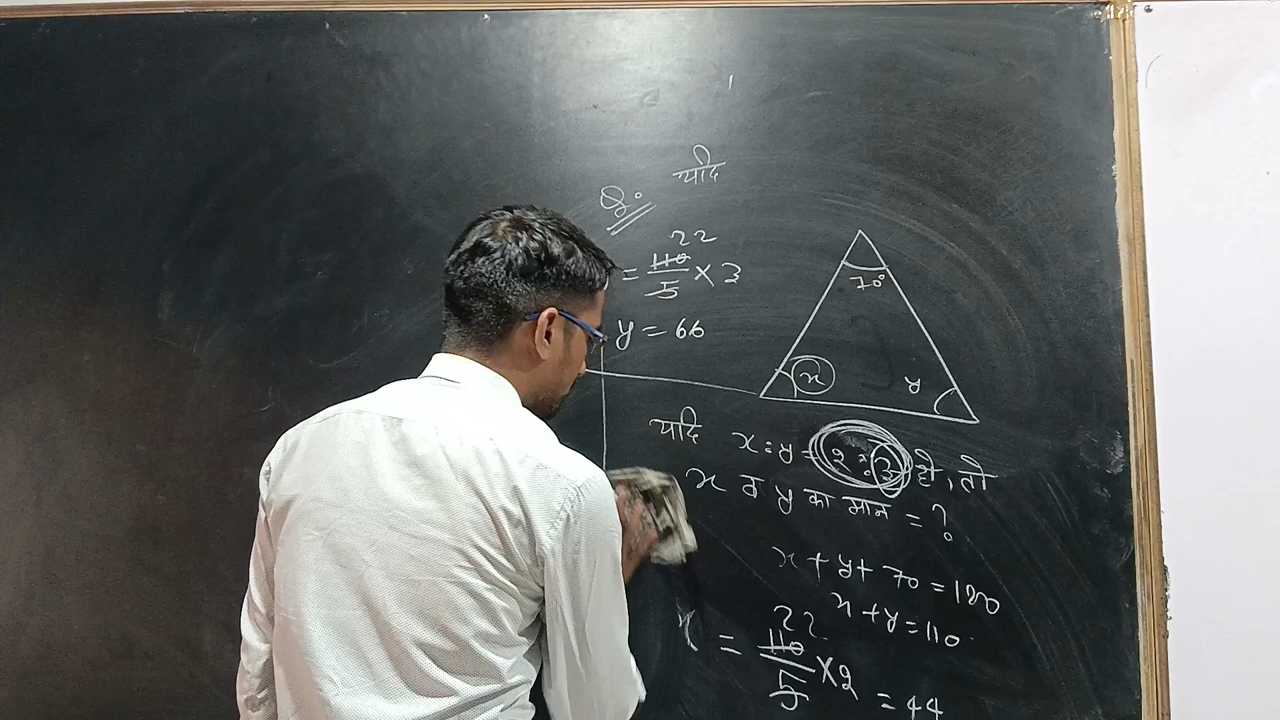 Q. यदि
22
= 110/5 × 3
y = 66
70°
x
y
यदि x:y = 2:3 हो, तो
x व y का मान = ?
x + y + 70 = 180
x + y = 110
22
x = 110/5 × 2 = 44